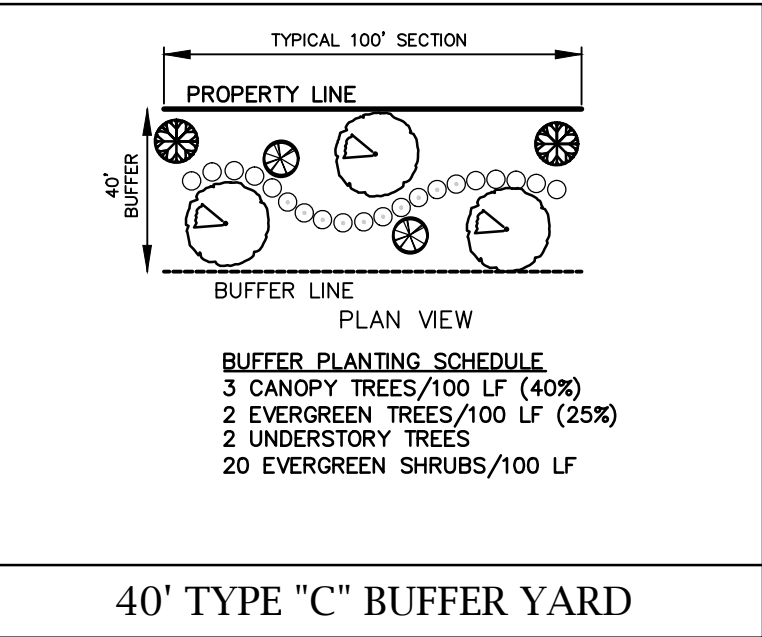 TYPICAL 100' SECTION
PROPERTY LINE
40'
BUFFER
BUFFER LINE
PLAN VIEW
BUFFER PLANTING SCHEDULE
3 CANOPY TREES/100 LF (40%)
2 EVERGREEN TREES/100 LF (25%)
2 UNDERSTORY TREES
20 EVERGREEN SHRUBS/100 LF
40' TYPE "C" BUFFER YARD